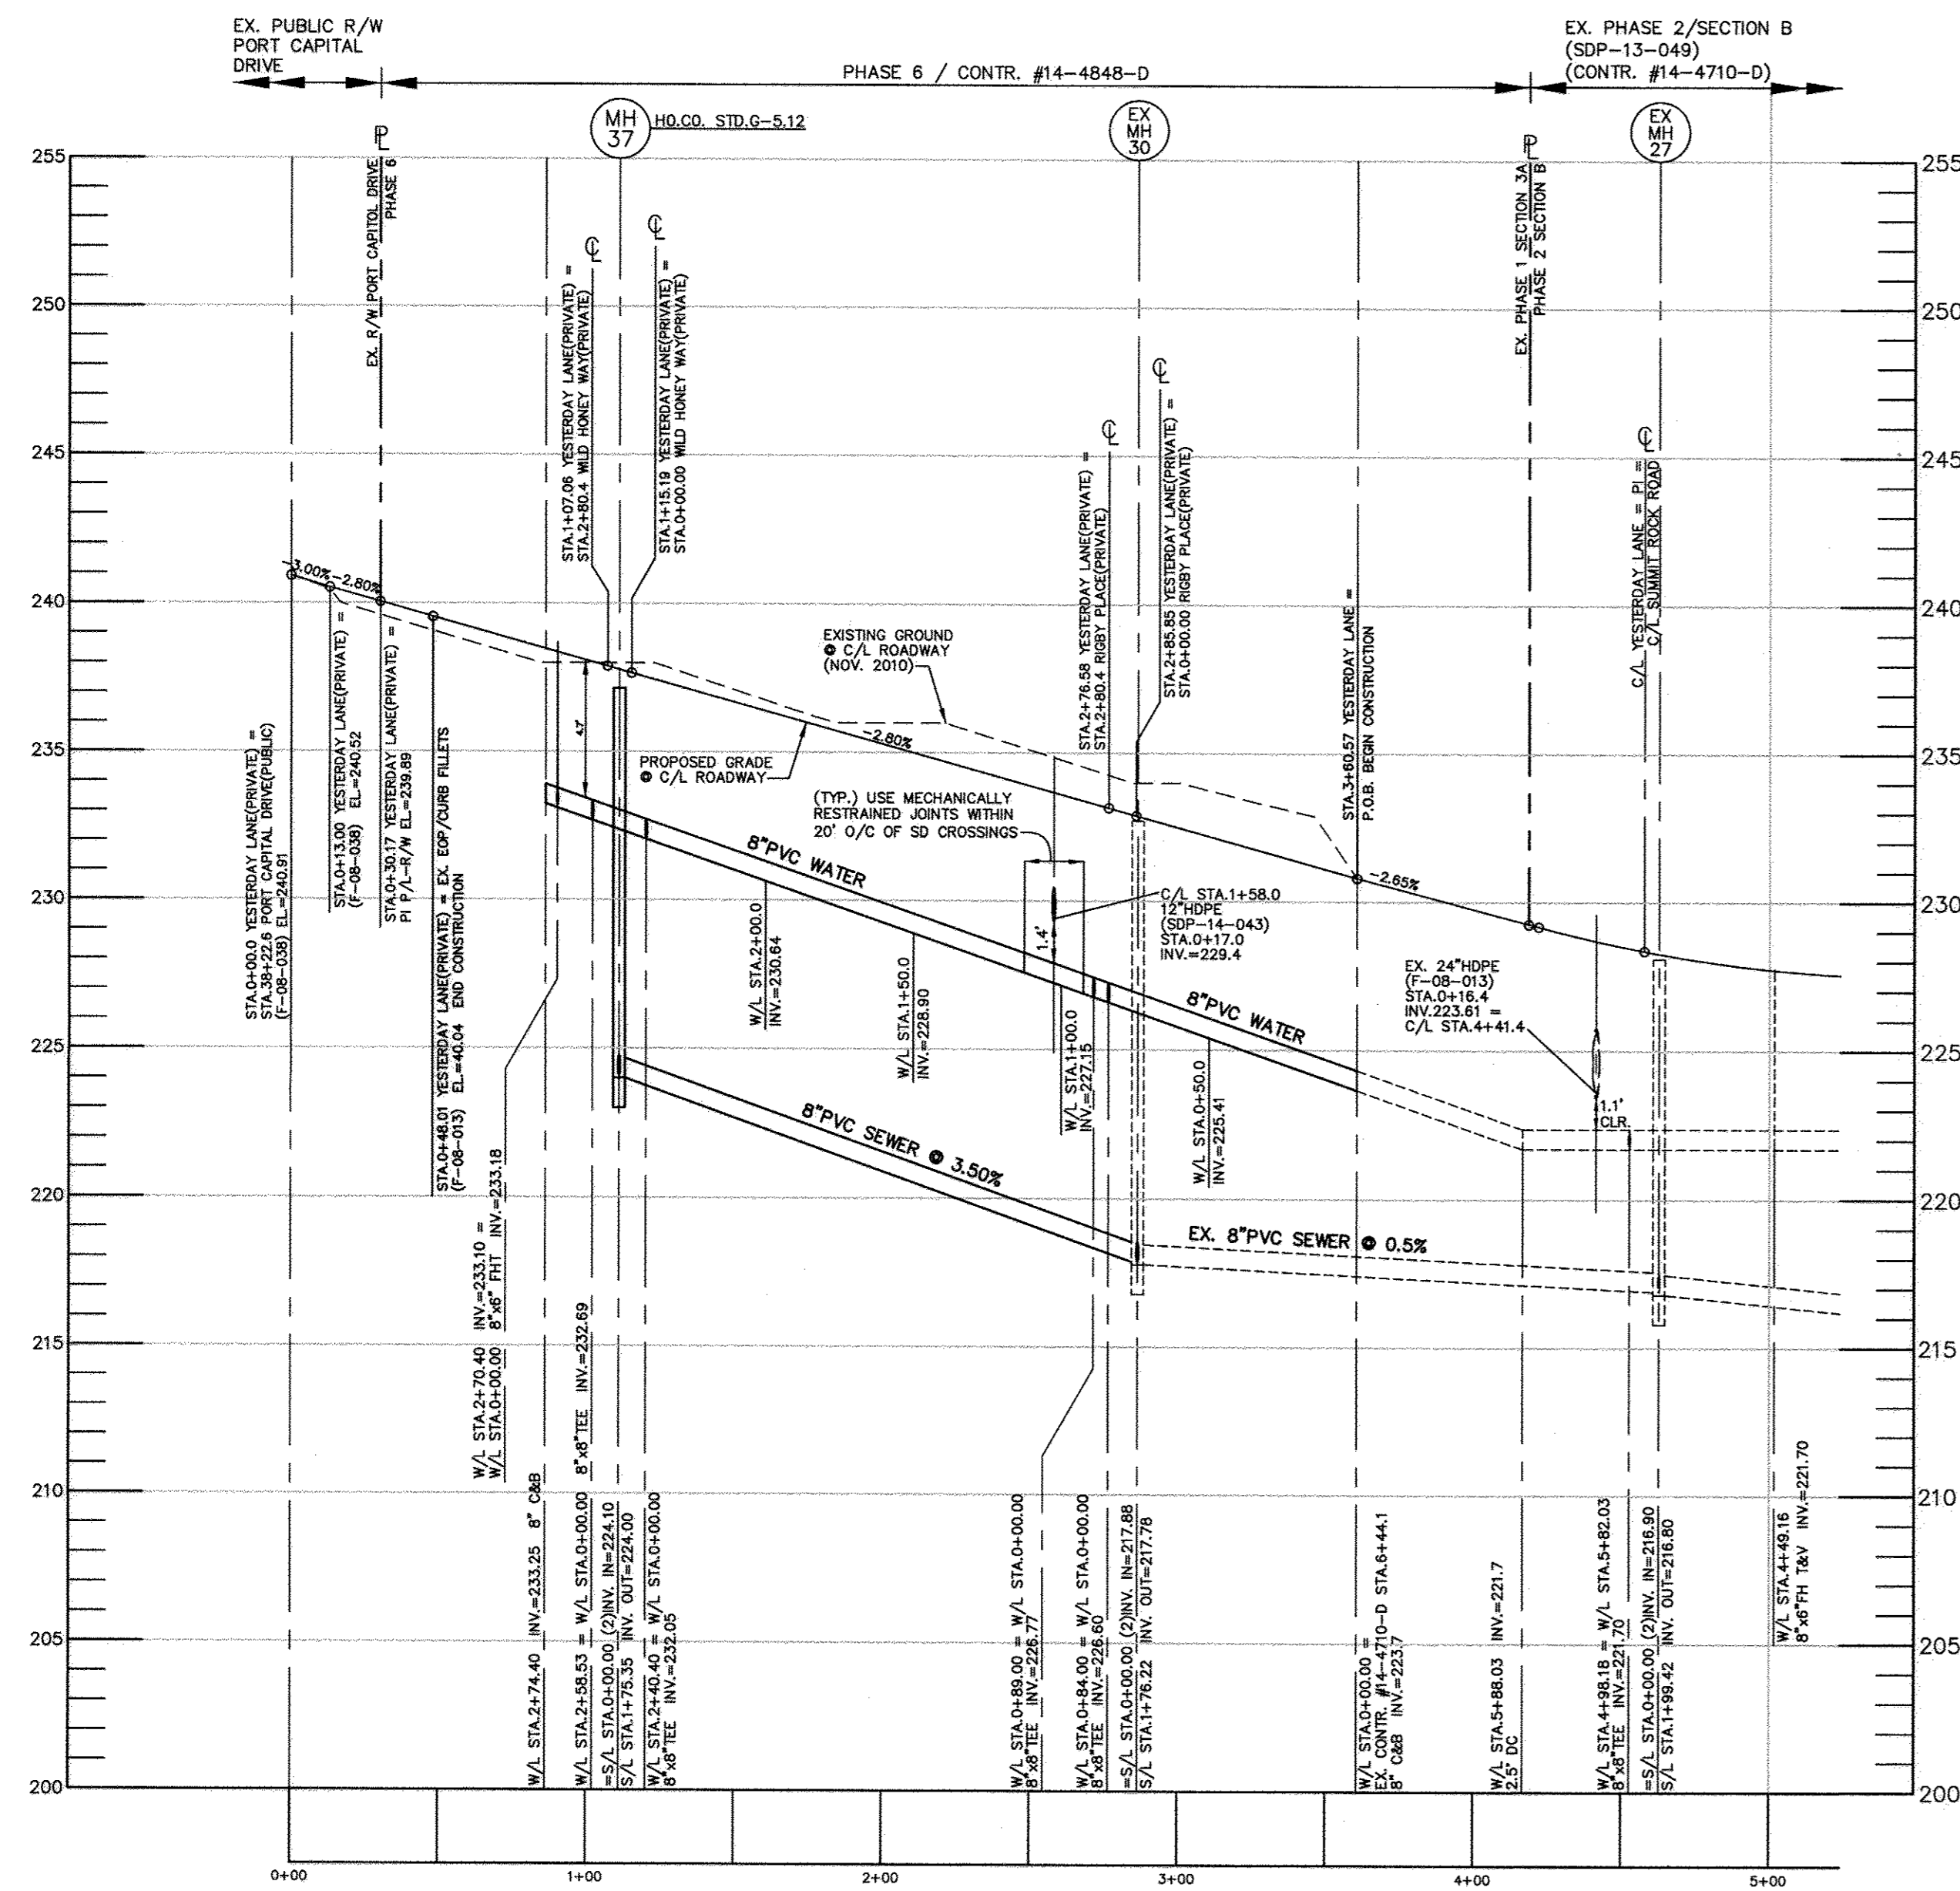 EX. PUBLIC R/W
PORT CAPITAL
DRIVE
PHASE 6 / CONTR. #14-4848-D
EX. PHASE 2/SECTION B
(SDP-13-049)
(CONTR. #14-4710-D)
MH
37
HO.CO. STD.G-5.12
EX
MH
30
EX
MH
27
255
250
245
240
235
230
225
220
215
210
205
200
255
250
245
240
235
230
225
220
215
210
205
200
EX. R/W PORT CAPITOL DRIVE
PHASE 6
STA.1+07.06 YESTERDAY LANE(PRIVATE) =
STA.2+80.4 WILD HONEY WAY(PRIVATE)
STA.1+15.19 YESTERDAY LANE(PRIVATE) =
STA.0+00.00 WILD HONEY WAY(PRIVATE)
STA.2+76.58 YESTERDAY LANE(PRIVATE) =
STA.2+80.4 RIGBY PLACE(PRIVATE)
STA.2+85.85 YESTERDAY LANE(PRIVATE) =
STA.0+00.00 RIGBY PLACE(PRIVATE)
STA.3+60.57 YESTERDAY LANE =
P.O.B. BEGIN CONSTRUCTION
EX. PHASE 1 SECTION 3A
PHASE 2 SECTION B
C/L YESTERDAY LANE = PI =
C/L SUMMIT ROCK ROAD
-3.00%
-2.80%
-2.80%
-2.65%
EXISTING GROUND
@ C/L ROADWAY
(NOV. 2010)
PROPOSED GRADE
@ C/L ROADWAY
(TYP.) USE MECHANICALLY
RESTRAINED JOINTS WITHIN
20' O/C OF SD CROSSINGS
4.7'
1.4'
C/L STA.1+58.0
12"HDPE
(SDP-14-043)
STA.0+17.0
INV.=229.4
EX. 24"HDPE
(F-08-013)
STA.0+16.4
INV.223.61 =
C/L STA.4+41.4
1.1'
CLR.
STA.0+00.0 YESTERDAY LANE(PRIVATE) =
STA.38+22.6 PORT CAPITAL DRIVE(PUBLIC)
(F-08-038) EL=240.91
STA.0+13.00 YESTERDAY LANE(PRIVATE) =
(F-08-038) EL=240.52
STA.0+30.17 YESTERDAY LANE(PRIVATE) =
PI P/L-R/W EL=239.89
STA.0+48.01 YESTERDAY LANE(PRIVATE) = EX. EOP/CURB FILLETS
(F-08-013) EL=40.04 END CONSTRUCTION
8"PVC WATER
8"PVC WATER
8"PVC SEWER @ 3.50%
EX. 8"PVC SEWER @ 0.5%
W/L STA.2+00.0
INV.=230.64
W/L STA.1+50.0
INV.=228.90
W/L STA.1+00.0
INV.=227.15
W/L STA.0+50.0
INV.=225.41
W/L STA.2+70.40 INV.=233.10 =
W/L STA.0+00.00 8"x6" FHT INV.=233.18
W/L STA.2+74.40 INV.=233.25 8" C&B
W/L STA.2+58.53 = W/L STA.0+00.00 8"x8"TEE INV.=232.69
=S/L STA.0+00.00 (2)INV. IN=224.10
S/L STA.1+75.35 INV. OUT=224.00
W/L STA.2+40.40 = W/L STA.0+00.00
8"x8"TEE INV.=232.05
W/L STA.0+89.00 = W/L STA.0+00.00
8"x8"TEE INV.=226.77
W/L STA.0+84.00 = W/L STA.0+00.00
8"x8"TEE INV.=226.60
=S/L STA.0+00.00 (2)INV. IN=217.88
S/L STA.1+76.22 INV. OUT=217.78
W/L STA.0+00.00 =
EX. CONTR. #14-4710-D STA.6+44.1
8" C&B INV.=223.7
W/L STA.5+88.03 INV.=221.7
2.5° DC
W/L STA.4+98.18 = W/L STA.5+82.03
8"x8"TEE INV.=221.70
=S/L STA.0+00.00 (2)INV. IN=216.90
S/L STA.1+99.42 INV. OUT=216.80
W/L STA.4+49.16
8"x6"FH T&V INV.=221.70
0+00
1+00
2+00
3+00
4+00
5+00